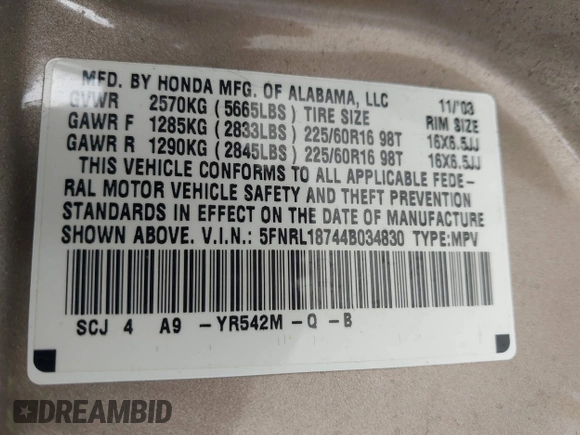 MFD. BY HONDA MFG. OF ALABAMA, LLC 11/'03
GVWR 2570KG (5665LBS) TIRE SIZE RIM SIZE
GAWR F 1285KG (2833LBS) 225/60R16 98T 16X6.5JJ
GAWR R 1290KG (2845LBS) 225/60R16 98T 16X6.5JJ
THIS VEHICLE CONFORMS TO ALL APPLICABLE FEDE-
RAL MOTOR VEHICLE SAFETY AND THEFT PREVENTION
STANDARDS IN EFFECT ON THE DATE OF MANUFACTURE
SHOWN ABOVE. V.I.N.: 5FNRL18744B034830 TYPE:MPV
SCJ 4 A9 -YR542M -Q -B
DREAMBID